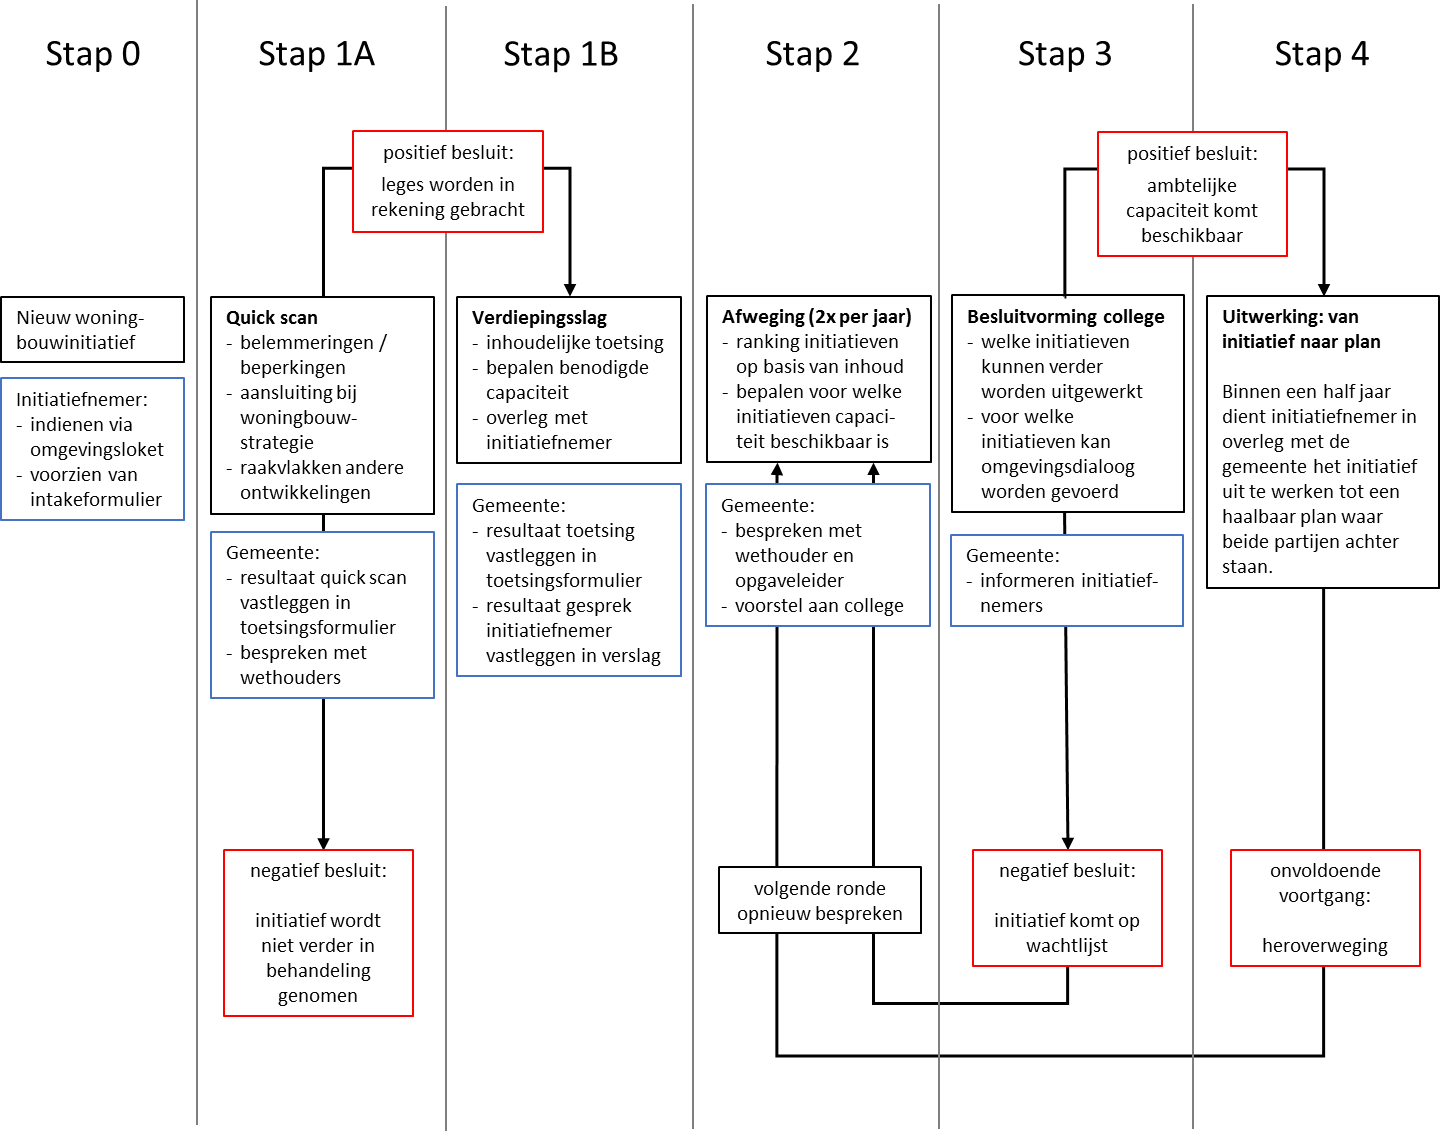 Stap 0
Stap 1A
Stap 1B
Stap 2
Stap 3
Stap 4
positief besluit:
leges worden in
rekening gebracht
positief besluit:
ambtelijke
capaciteit komt
beschikbaar
Nieuw woning-
bouwinitiatief
Initiatiefnemer:
- indienen via
omgevingsloket
- voorzien van
intakeformulier
Quick scan
- belemmeringen /
beperkingen
- aansluiting bij
woningbouw-
strategie
- raakvlakken andere
ontwikkelingen
Gemeente:
- resultaat quick scan
vastleggen in
toetsingsformulier
- bespreken met
wethouders
negatief besluit:
initiatief wordt
niet verder in
behandeling
genomen
Verdiepingsslag
- inhoudelijke toetsing
- bepalen benodigde
capaciteit
- overleg met
initiatiefnemer
Gemeente:
- resultaat toetsing
vastleggen in
toetsingsformulier
- resultaat gesprek
initiatiefnemer
vastleggen in verslag
Afweging (2x per jaar)
- ranking initiatieven
op basis van inhoud
- bepalen voor welke
initiatieven capaci-
teit beschikbaar is
Gemeente:
- bespreken met
wethouder en
opgaveleider
- voorstel aan college
volgende ronde
opnieuw bespreken
Besluitvorming college
- welke initiatieven
kunnen verder
worden uitgewerkt
- voor welke
initiatieven kan
omgevingsdialoog
worden gevoerd
Gemeente:
- informeren initiatief-
nemers
negatief besluit:
initiatief komt op
wachtlijst
Uitwerking: van
initiatief naar plan
Binnen een half jaar
dient initiatiefnemer in
overleg met de
gemeente het initiatief
uit te werken tot een
haalbaar plan waar
beide partijen achter
staan.
onvoldoende
voortgang:
heroverweging